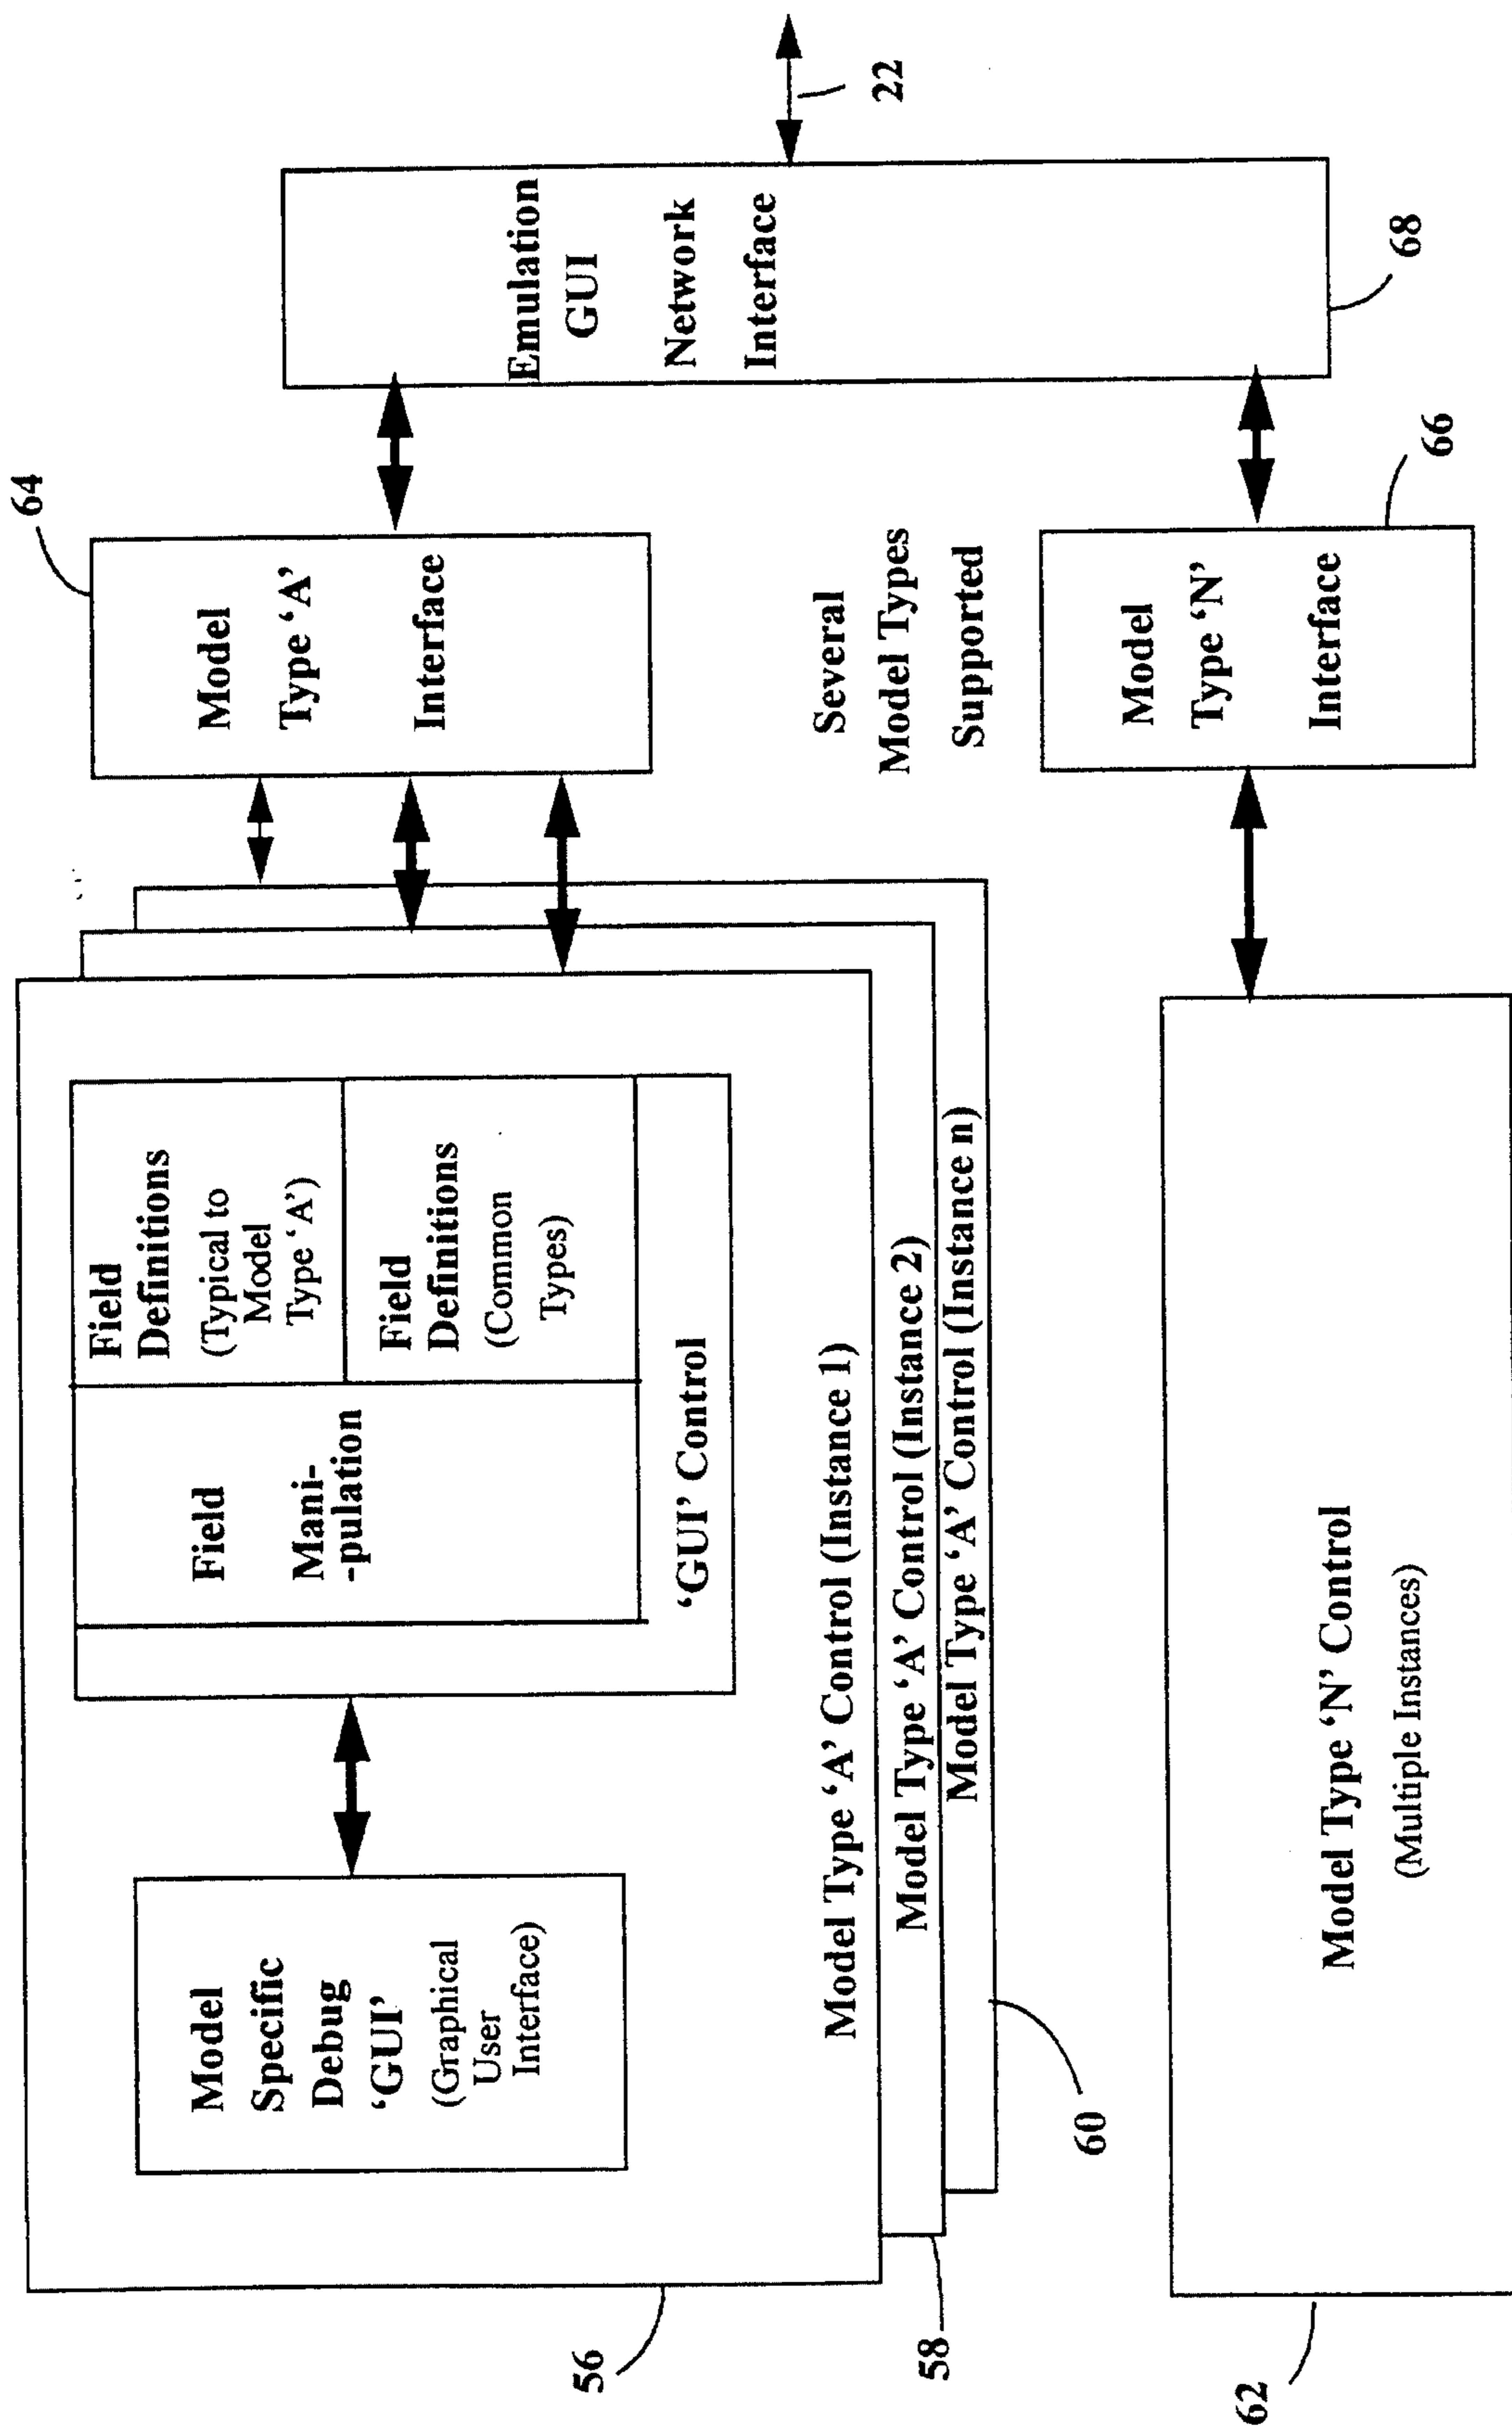 Model
Specific
Debug
‘GUI’
(Graphical
User
Interface)
Field
Mani-
-pulation
Field
Definitions
(Typical to
Model
Type ‘A’)
Field
Definitions
(Common
Types)
‘GUI’ Control
Model Type ‘A’ Control (Instance 1)
Model Type ‘A’ Control (Instance 2)
Model Type ‘A’ Control (Instance n)
56
58
60
64
Model
Type ‘A’
Interface
Several
Model Types
Supported
Emulation
GUI
Network
Interface
22
68
Model Type ‘N’ Control
(Multiple Instances)
62
Model
Type ‘N’
Interface
66